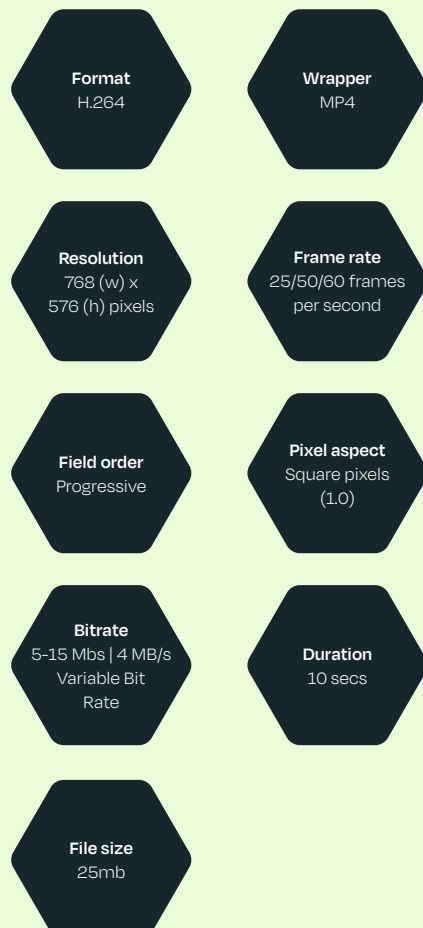 Format
H.264
Wrapper
MP4
Resolution
768 (w) x
576 (h) pixels
Frame rate
25/50/60 frames
per second
Field order
Progressive
Pixel aspect
Square pixels
(1.0)
Bitrate
5-15 Mbs | 4 MB/s
Variable Bit
Rate
Duration
10 secs
File size
25mb